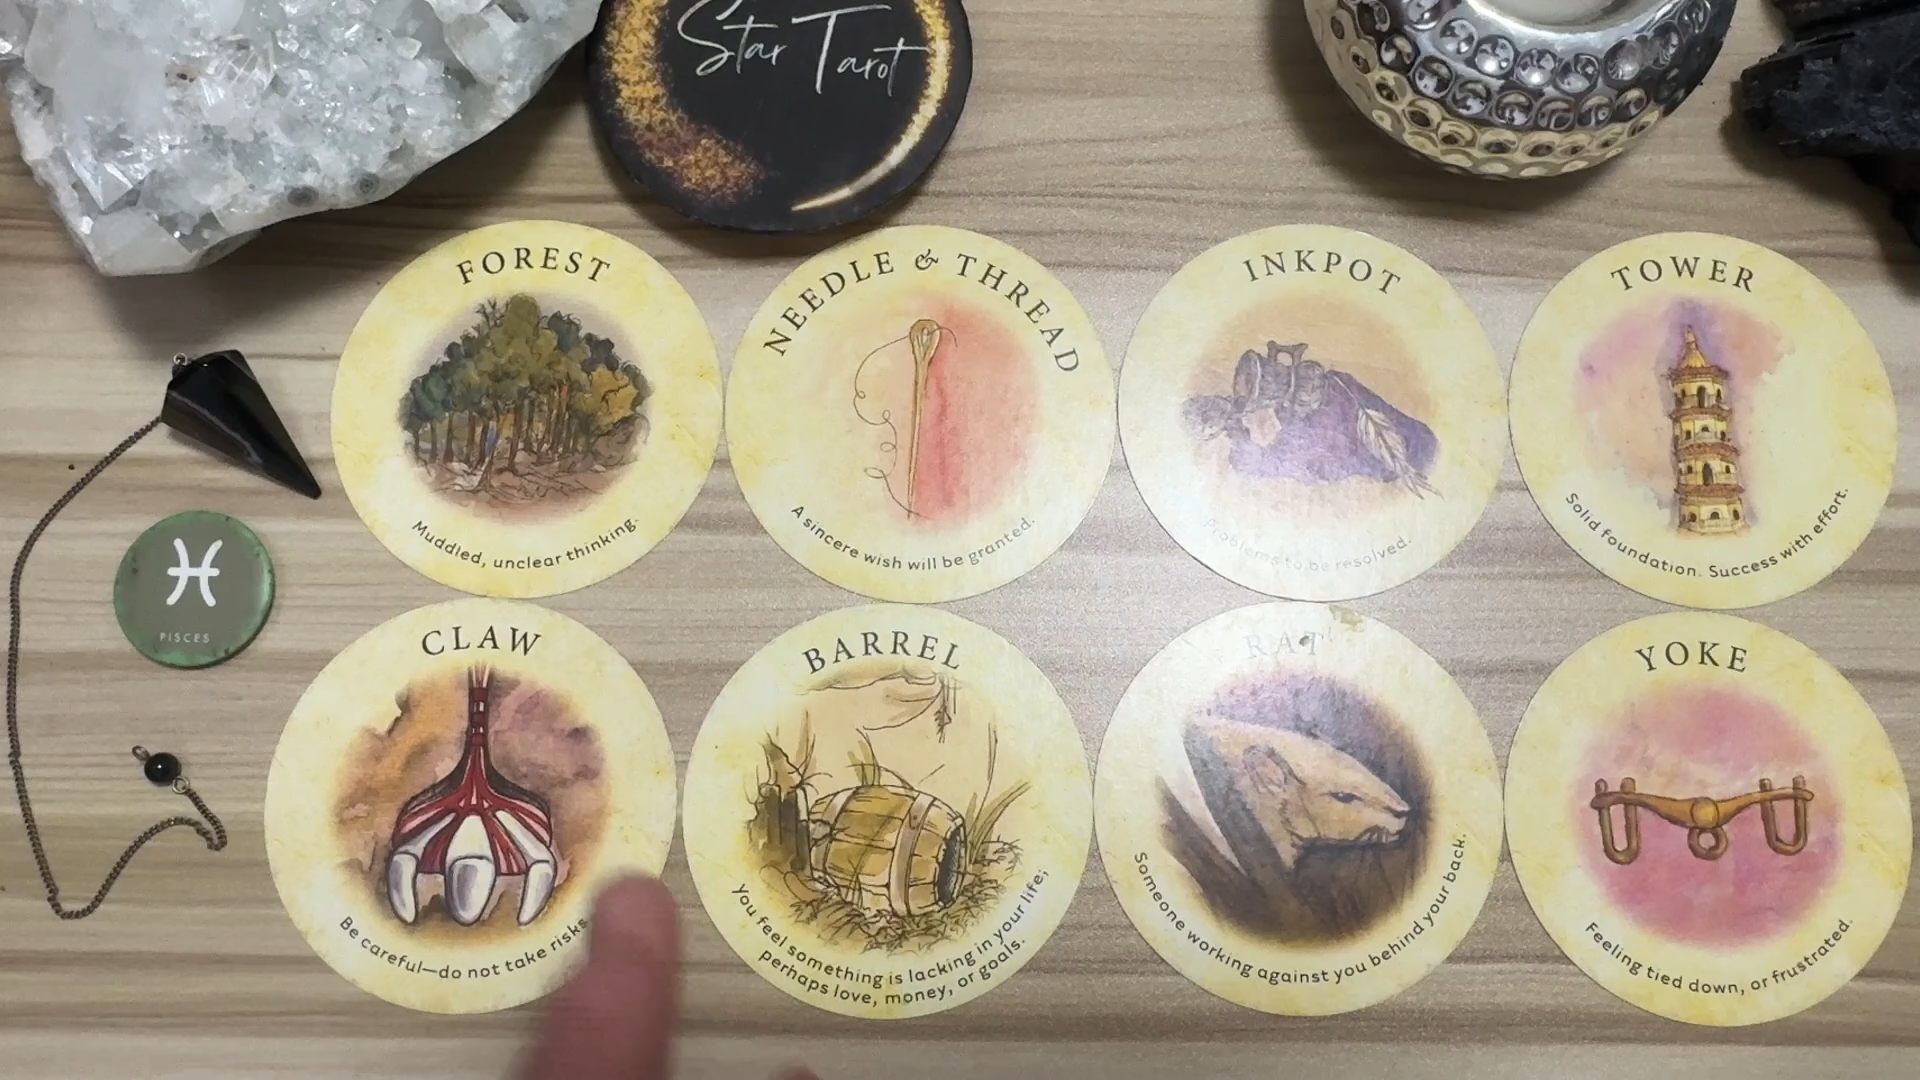 Star Tarot
FOREST
Muddled, unclear thinking.
NEEDLE & THREAD
A sincere wish will be granted.
INKPOT
Problems to be resolved.
TOWER
Solid foundation. Success with effort.
PISCES
CLAW
Be careful—do not take risks
BARREL
You feel something is lacking in your life;
perhaps love, money, or goals.
RAT
Someone working against you behind your back.
YOKE
Feeling tied down, or frustrated.